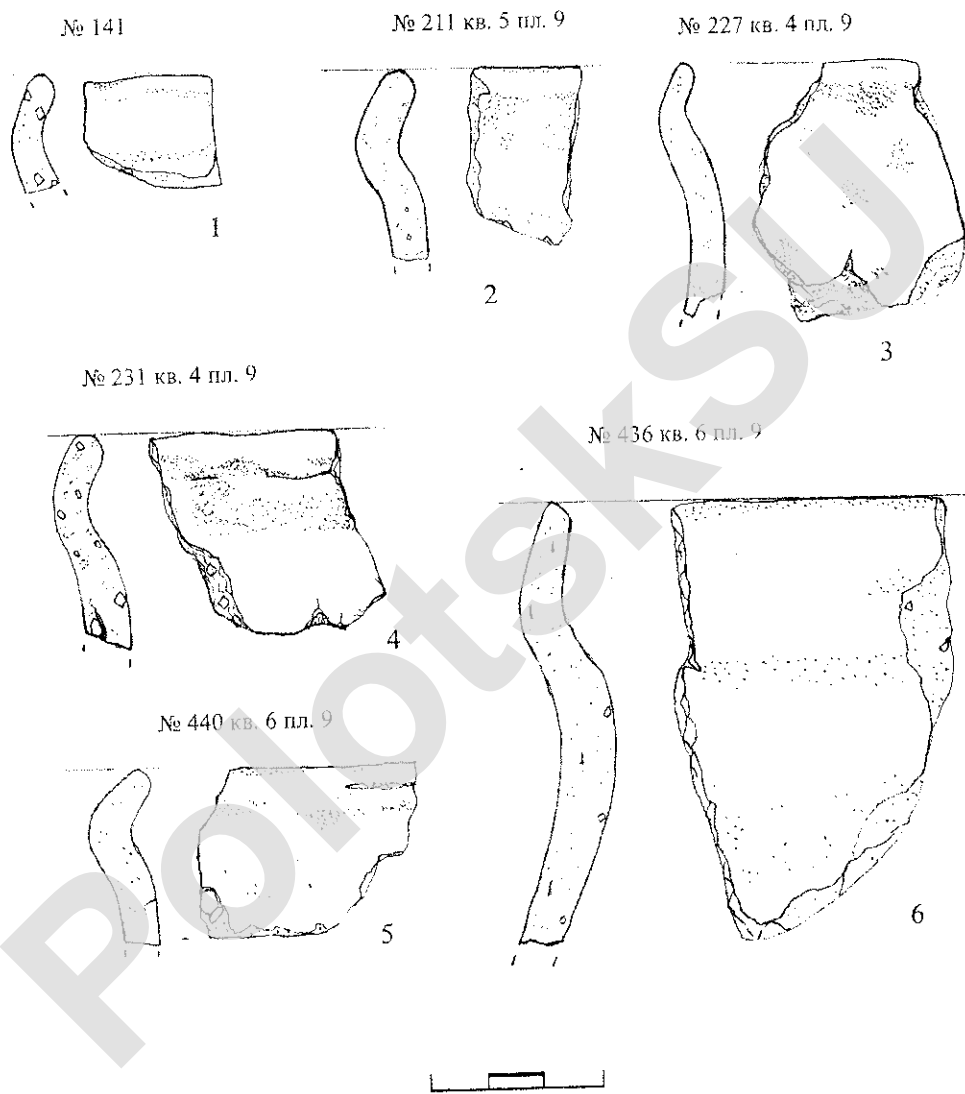 № 141
№ 211 кв. 5 пл. 9
№ 227 кв. 4 пл. 9
1
2
3
№ 231 кв. 4 пл. 9
№ 436 кв. 6 пл. 9
4
№ 440 кв. 6 пл. 9
5
6
PolotskSU